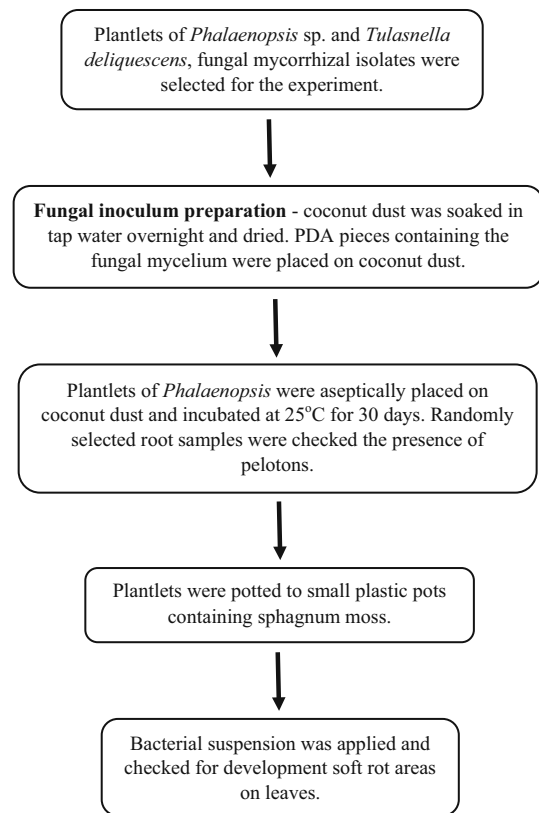 Plantlets of Phalaenopsis sp. and Tulasnella
deliquescens, fungal mycorrhizal isolates were
selected for the experiment.
Fungal inoculum preparation - coconut dust was soaked in
tap water overnight and dried. PDA pieces containing the
fungal mycelium were placed on coconut dust.
Plantlets of Phalaenopsis were aseptically placed on
coconut dust and incubated at 25°C for 30 days. Randomly
selected root samples were checked the presence of
pelotons.
Plantlets were potted to small plastic pots
containing sphagnum moss.
Bacterial suspension was applied and
checked for development soft rot areas
on leaves.